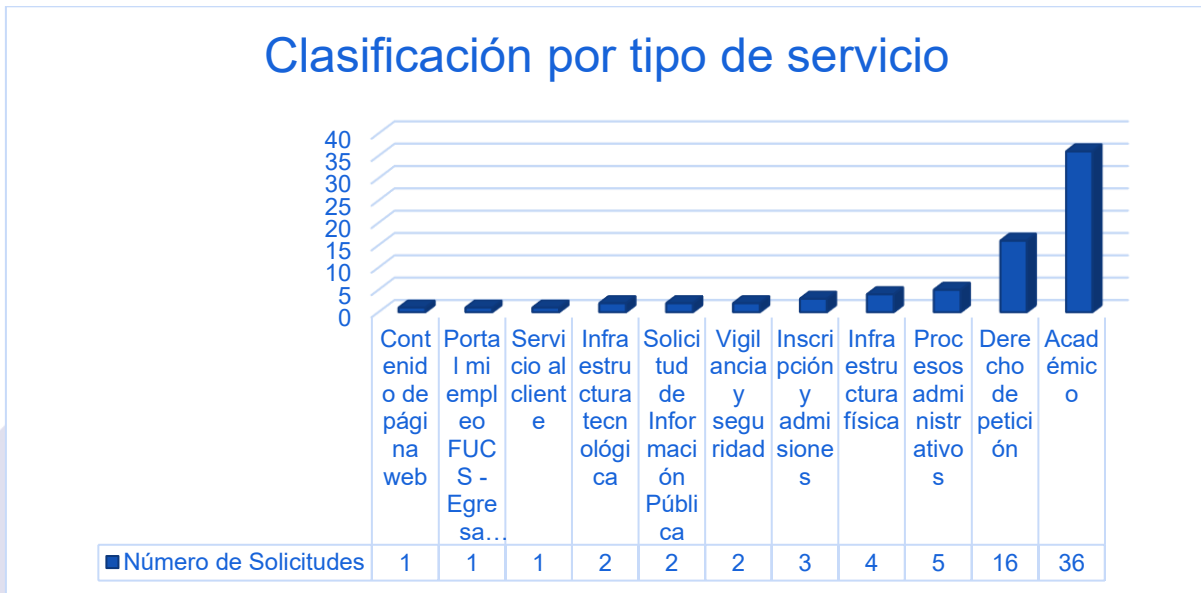 Clasificación por tipo de servicio
40
35
30
25
20
15
10
5
0
Cont
enid
o de
pági
na
web
Porta
l mi
empl
eo
FUC
S -
Egre
sa…
Servi
cio al
client
e
Infra
estru
ctura
tecn
ológi
ca
Solici
tud
de
Infor
maci
ón
Públi
ca
Vigil
ancia
y
segu
ridad
Inscri
pción
y
admi
sione
s
Infra
estru
ctura
física
Proc
esos
admi
nistr
ativo
s
Dere
cho
de
petici
ón
Acad
émic
o
Número de Solicitudes 1 1 1 2 2 2 3 4 5 16 36